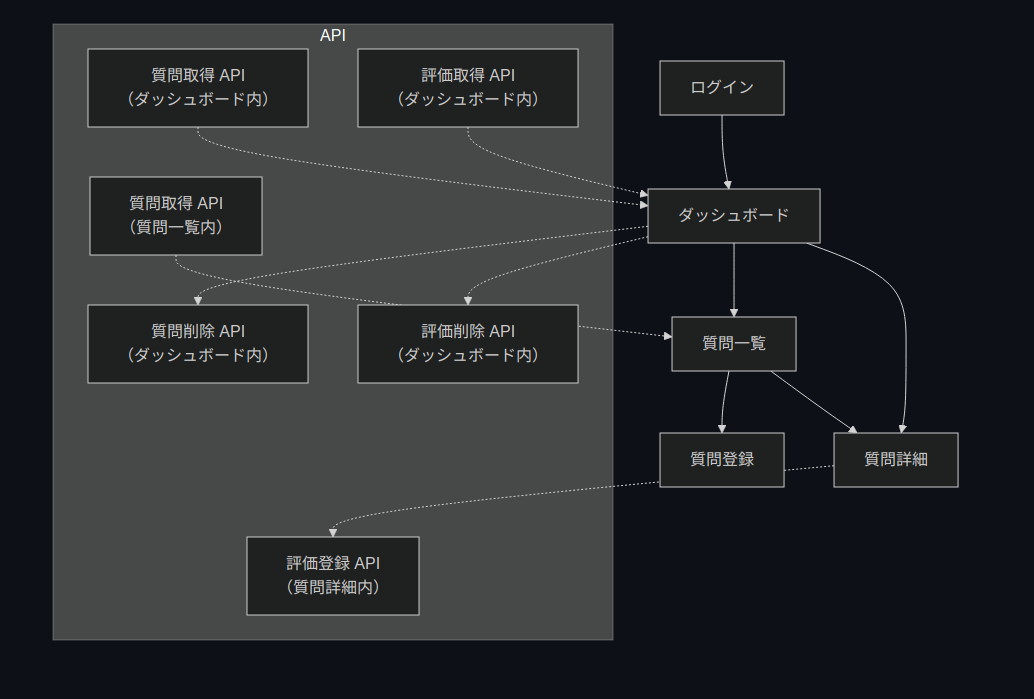 API
質問取得 API
（ダッシュボード内）
評価取得 API
（ダッシュボード内）
ログイン
質問取得 API
（質問一覧内）
ダッシュボード
質問削除 API
（ダッシュボード内）
評価削除 API
（ダッシュボード内）
質問一覧
質問登録
質問詳細
評価登録 API
（質問詳細内）